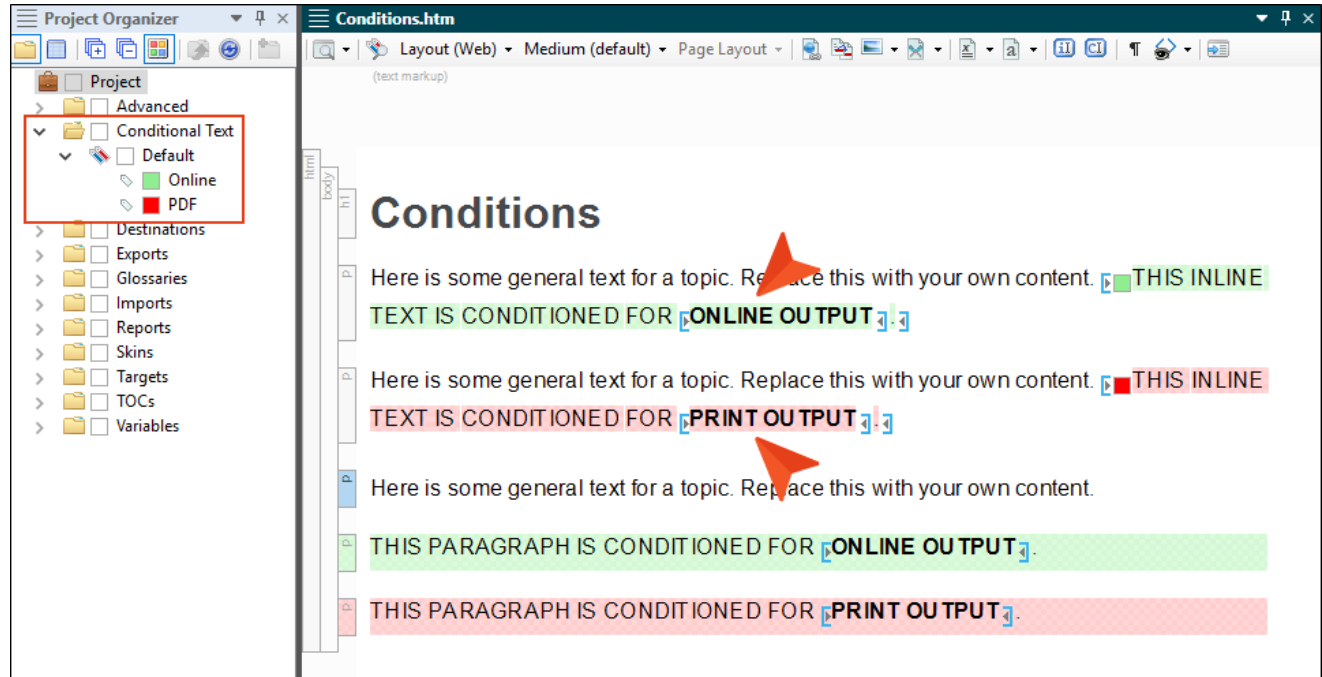 Project Organizer
Conditions.htm
Layout (Web) Medium (default) Page Layout
(text markup)
Project
Advanced
Conditional Text
Default
Online
PDF
Destinations
Exports
Glossaries
Imports
Reports
Skins
Targets
TOCs
Variables
html
body
h1
Conditions
p
Here is some general text for a topic. Replace this with your own content. THIS INLINE
TEXT IS CONDITIONED FOR ONLINE OUTPUT.
p
Here is some general text for a topic. Replace this with your own content. THIS INLINE
TEXT IS CONDITIONED FOR PRINT OUTPUT.
p
Here is some general text for a topic. Replace this with your own content.
p
THIS PARAGRAPH IS CONDITIONED FOR ONLINE OUTPUT.
p
THIS PARAGRAPH IS CONDITIONED FOR PRINT OUTPUT.